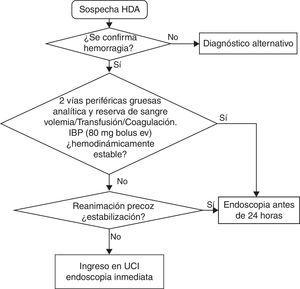 Sospecha HDA
¿Se confirma
hemorragia?
No
Diagnóstico alternativo
Sí
2 vías periféricas gruesas
analítica y reserva de sangre
volemia/Transfusión/Coagulación.
IBP (80 mg bolus ev)
¿hemodinámicamente
estable?
Sí
No
Reanimación precoz
¿estabilización?
Sí
Endoscopia antes
de 24 horas
No
Ingreso en UCI
endoscopia inmediata